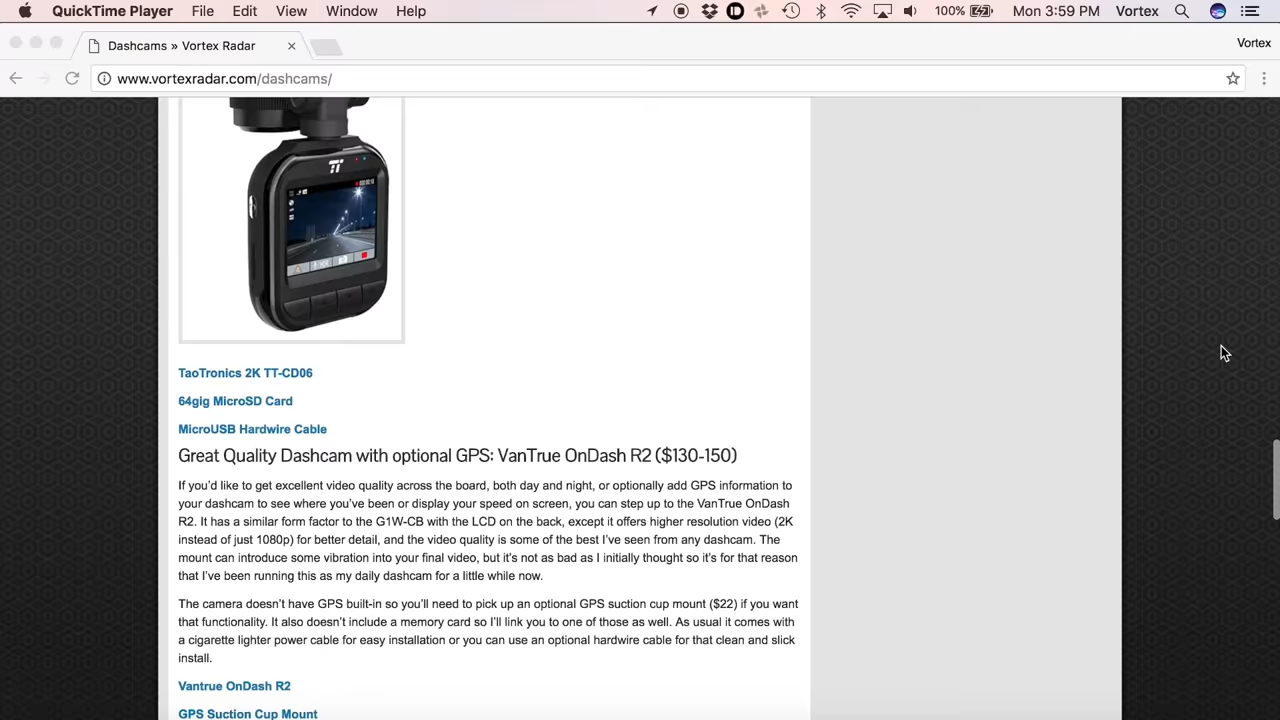 QuickTime Player File Edit View Window Help 100% Mon 3:59 PM Vortex
Dashcams » Vortex Radar
Vortex
www.vortexradar.com/dashcams/
TaoTronics 2K TT-CD06
64gig MicroSD Card
MicroUSB Hardwire Cable
Great Quality Dashcam with optional GPS: VanTrue OnDash R2 ($130-150)
If you'd like to get excellent video quality across the board, both day and night, or optionally add GPS information to
your dashcam to see where you've been or display your speed on screen, you can step up to the VanTrue OnDash
R2. It has a similar form factor to the G1W-CB with the LCD on the back, except it offers higher resolution video (2K
instead of just 1080p) for better detail, and the video quality is some of the best I've seen from any dashcam. The
mount can introduce some vibration into your final video, but it's not as bad as I initially thought so it's for that reason
that I've been running this as my daily dashcam for a little while now.
The camera doesn't have GPS built-in so you'll need to pick up an optional GPS suction cup mount ($22) if you want
that functionality. It also doesn't include a memory card so I'll link you to one of those as well. As usual it comes with
a cigarette lighter power cable for easy installation or you can use an optional hardwire cable for that clean and slick
install.
Vantrue OnDash R2
GPS Suction Cup Mount